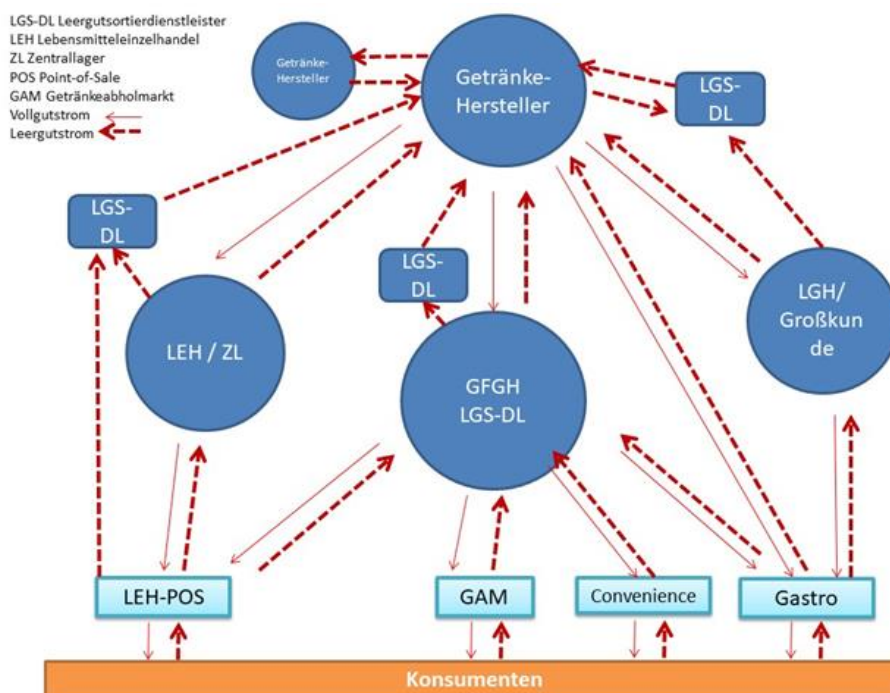 LGS-DL Leergutsortierdienstleister
LEH Lebensmitteleinzelhandel
ZL Zentrallager
POS Point-of-Sale
GAM Getränkeabholmarkt
Vollgutstrom
Leergutstrom
Getränke-
Hersteller
Getränke-
Hersteller
LGS-
DL
LGS-
DL
LGS-
DL
LEH / ZL
GFGH
LGS-DL
LGH/
Großkun
de
LEH-POS
GAM
Convenience
Gastro
Konsumenten